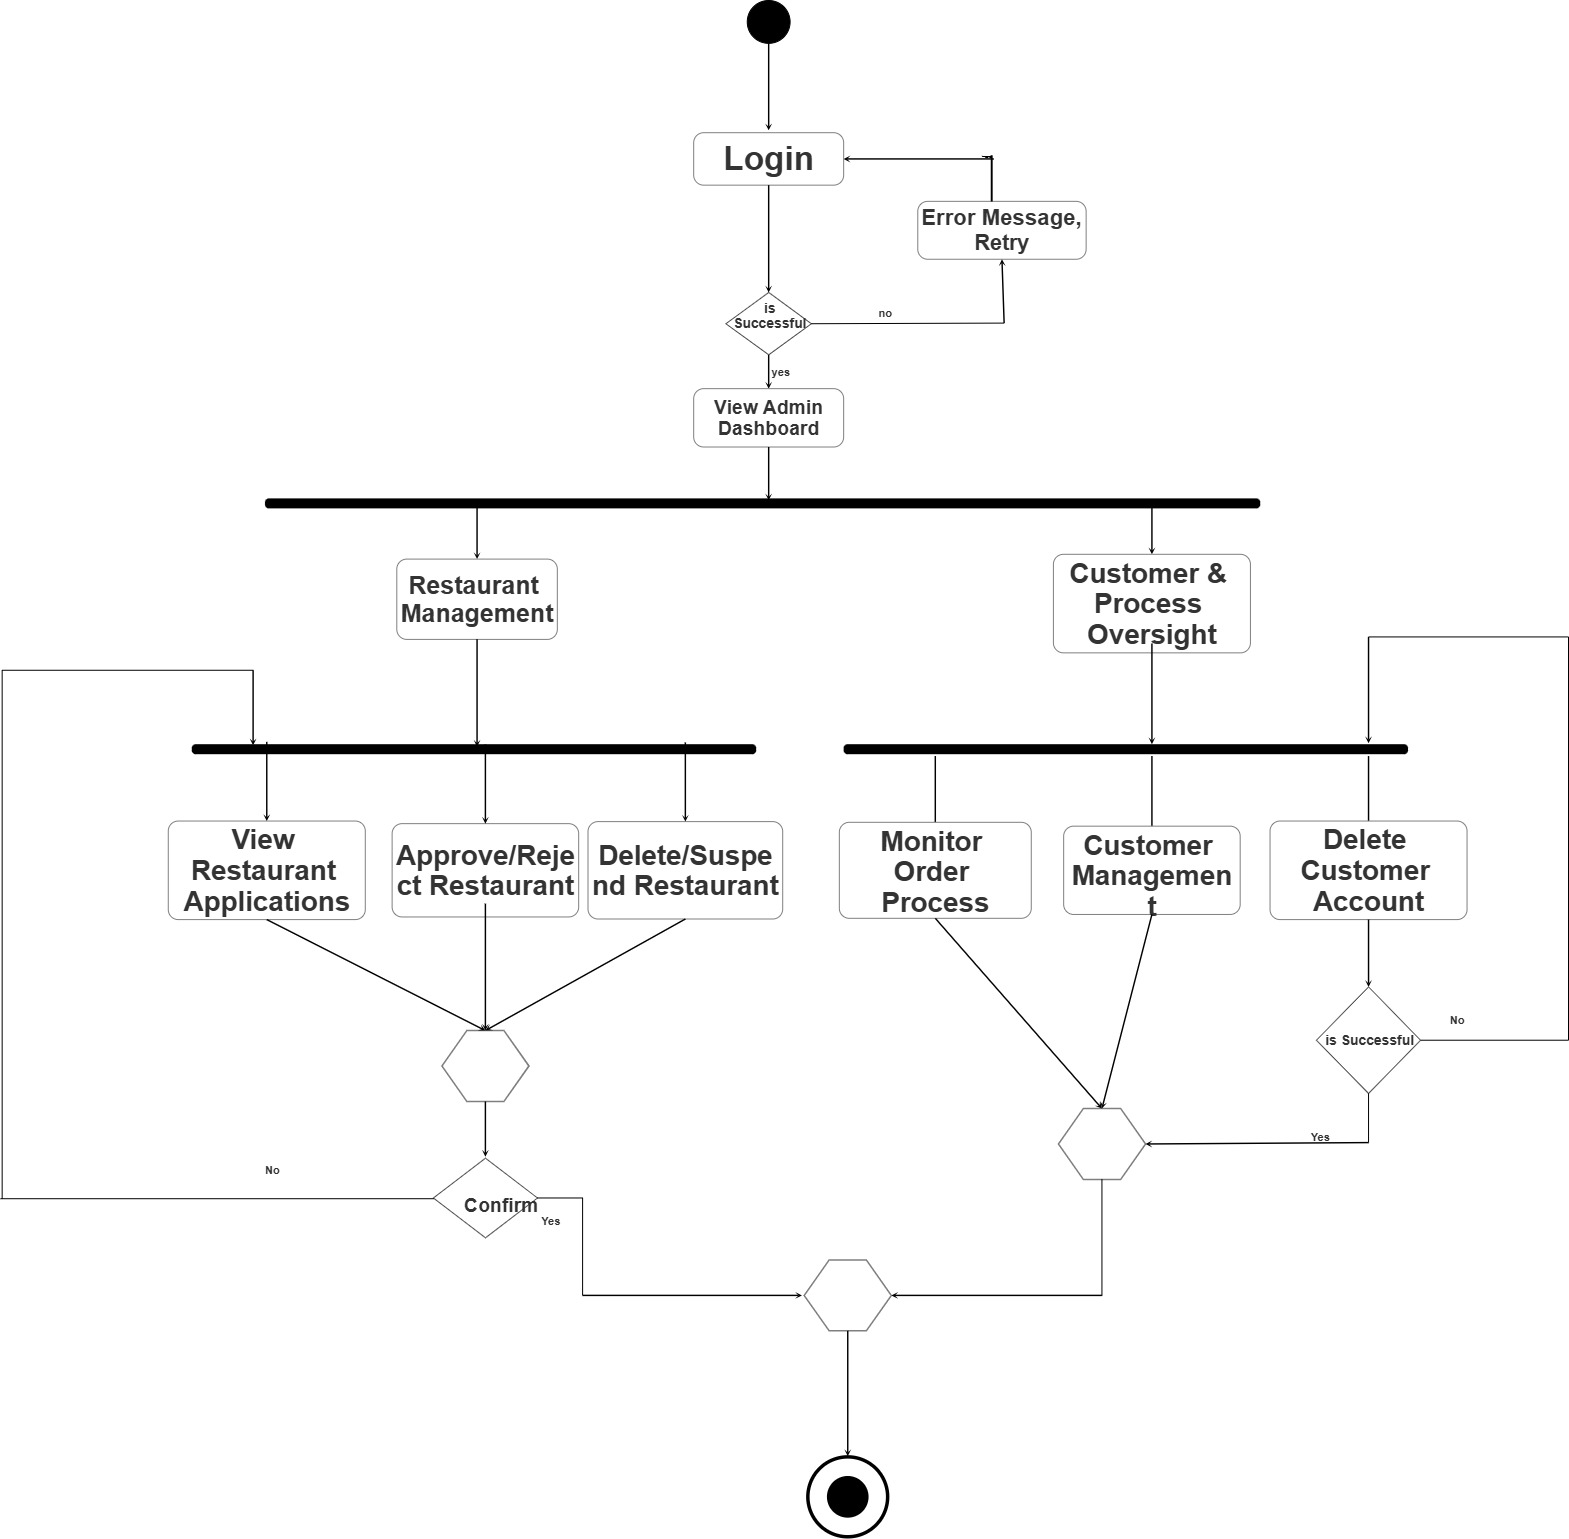 Login
Error Message,
Retry
is
Successful
no
yes
View Admin
Dashboard
Restaurant
Management
Customer &
Process
Oversight
View
Restaurant
Applications
Approve/Reje
ct Restaurant
Delete/Suspe
nd Restaurant
Monitor
Order
Process
Customer
Managemen
t
Delete
Customer
Account
is Successful
No
Yes
No
Confirm
Yes